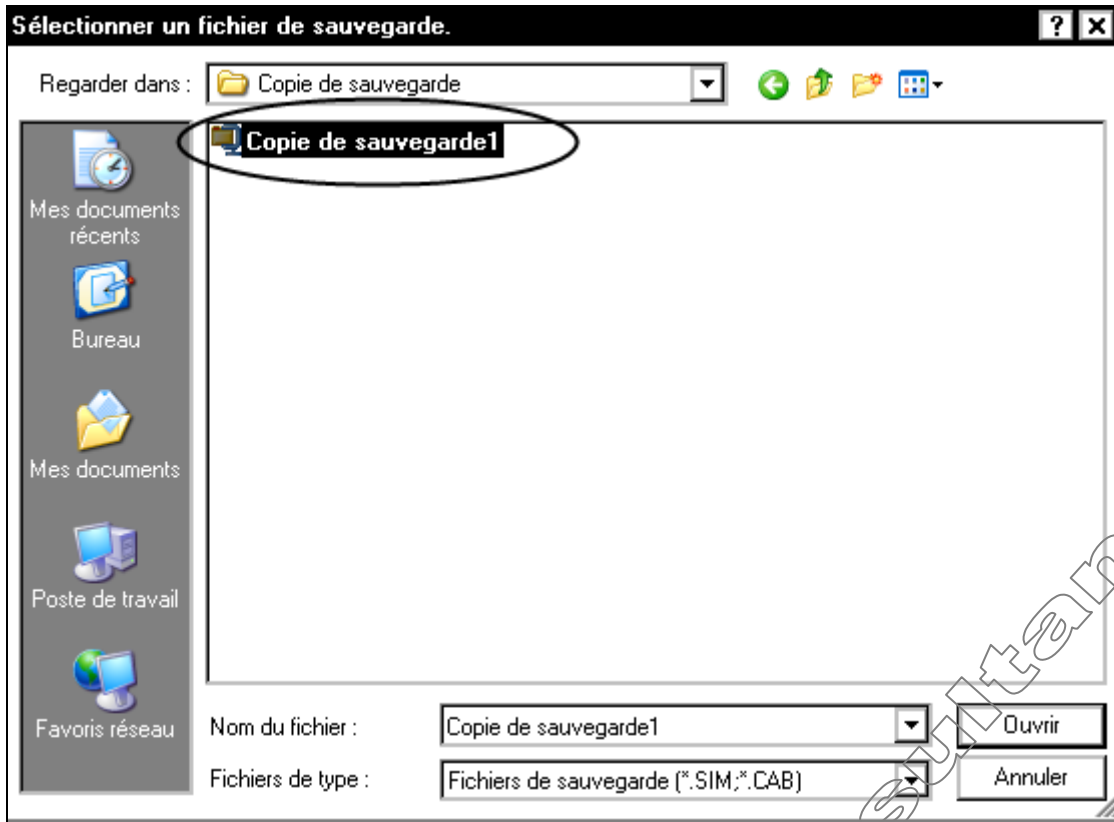 Sélectionner un fichier de sauvegarde.
Regarder dans : Copie de sauvegarde
Copie de sauvegarde1
Mes documents
récents
Bureau
Mes documents
Poste de travail
Favoris réseau
Nom du fichier : Copie de sauvegarde1 Ouvrir
Fichiers de type : Fichiers de sauvegarde (*.SIM;*.CAB) Annuler